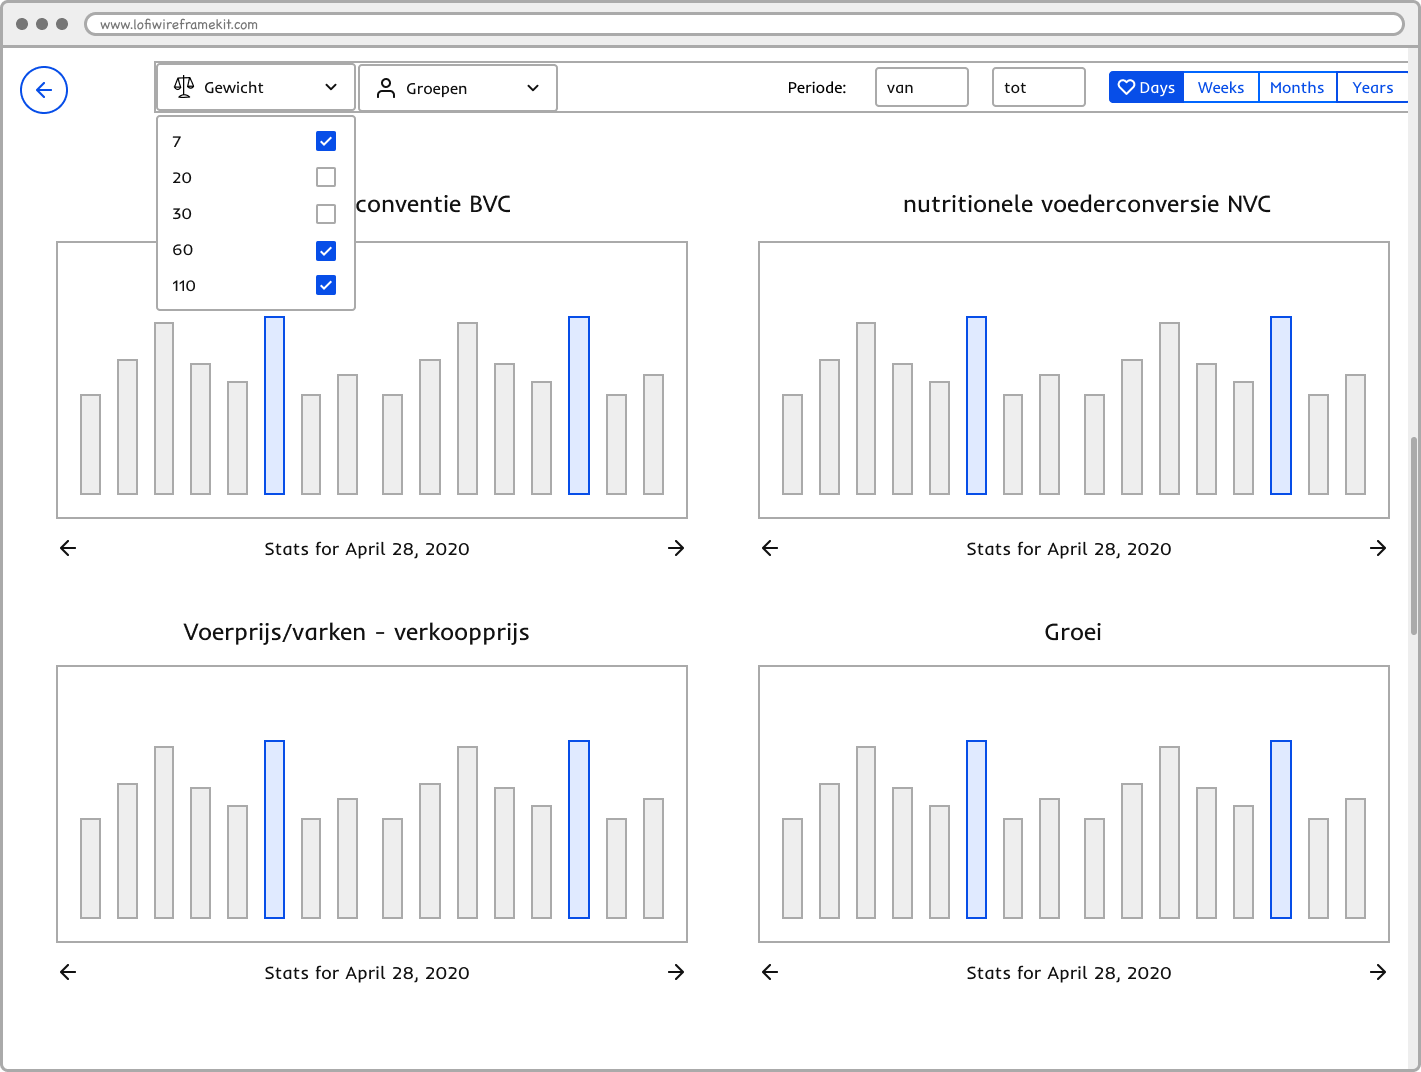 www.lofiwireframekit.com
Gewicht
Groepen
Periode:
van
tot
Days
Weeks
Months
Years
7
20
30
60
110
conventie BVC
nutritionele voederconversie NVC
Stats for April 28, 2020
Stats for April 28, 2020
Voerprijs/varken - verkoopprijs
Groei
Stats for April 28, 2020
Stats for April 28, 2020